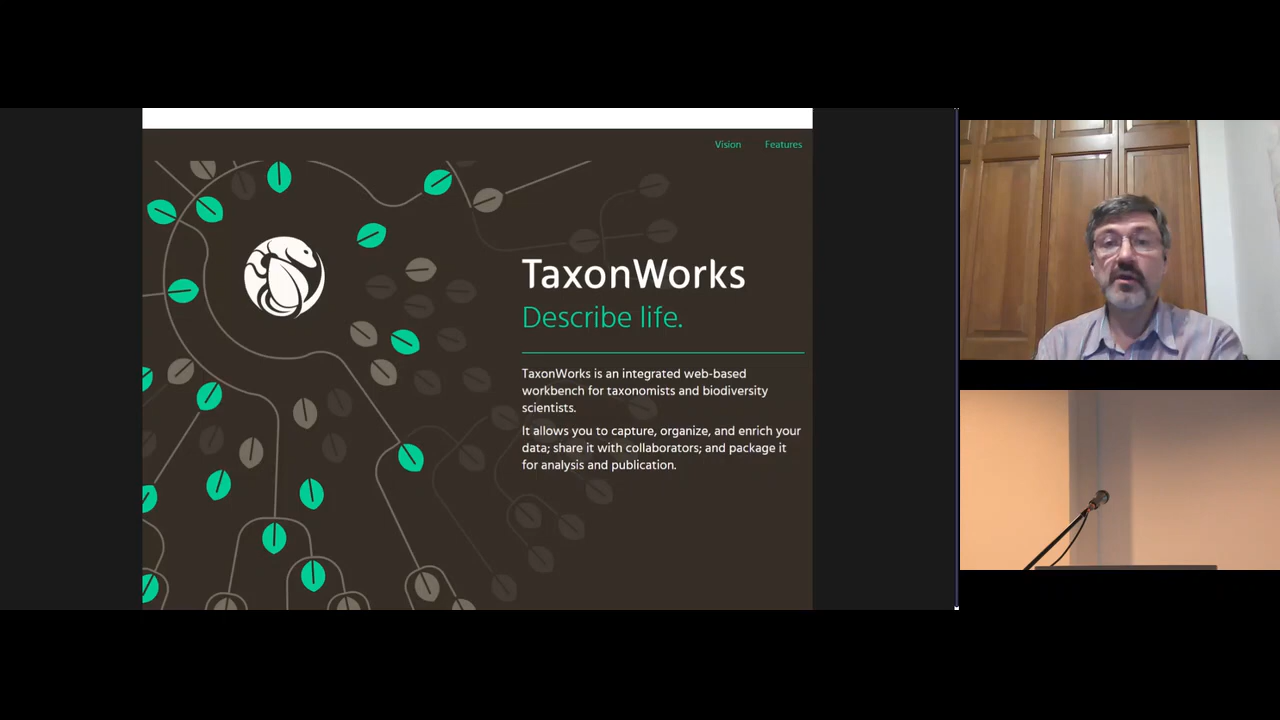 Vision Features
TaxonWorks
Describe life.
TaxonWorks is an integrated web-based
workbench for taxonomists and biodiversity
scientists.
It allows you to capture, organize, and enrich your
data; share it with collaborators; and package it
for analysis and publication.